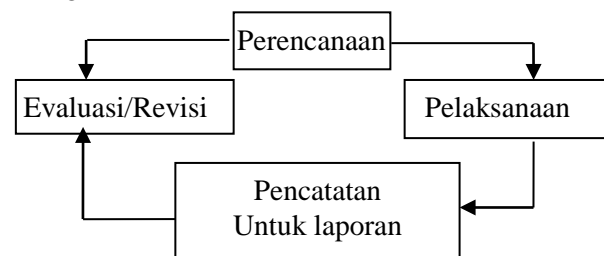 Perencanaan
Evaluasi/Revisi
Pelaksanaan
Pencatatan
Untuk laporan